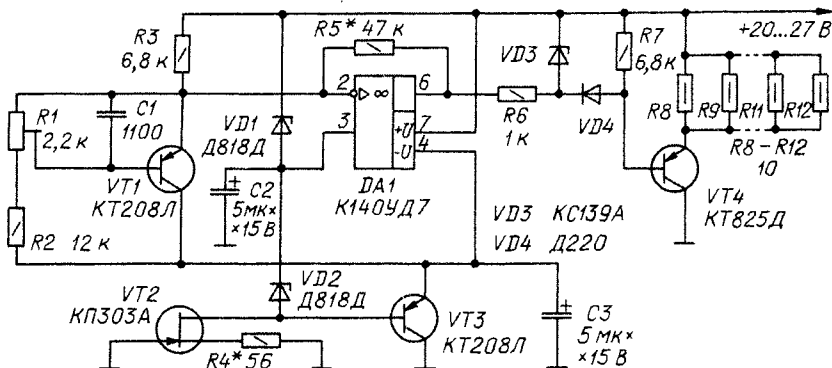 R3
6,8 к
R5* 47 к
+20...27 В
VD3
R7
6,8 к
R1
2,2 к
C1
1100
2
3
∞
6
+U
7
-U
4
R6
1 к
VD4
R8
R9
R11
R12
R8-R12
10
VD1
Д818Д
VT1
КТ208Л
+
C2
5 мк×
×15 В
DA1
К140УД7
VT4
КТ825Д
VD3 КС139А
VD4 Д220
R2 12 к
VT2
КП303А
VD2
Д818Д
R4* 56
VT3
КТ208Л
+
C3
5 мк×
×15 В